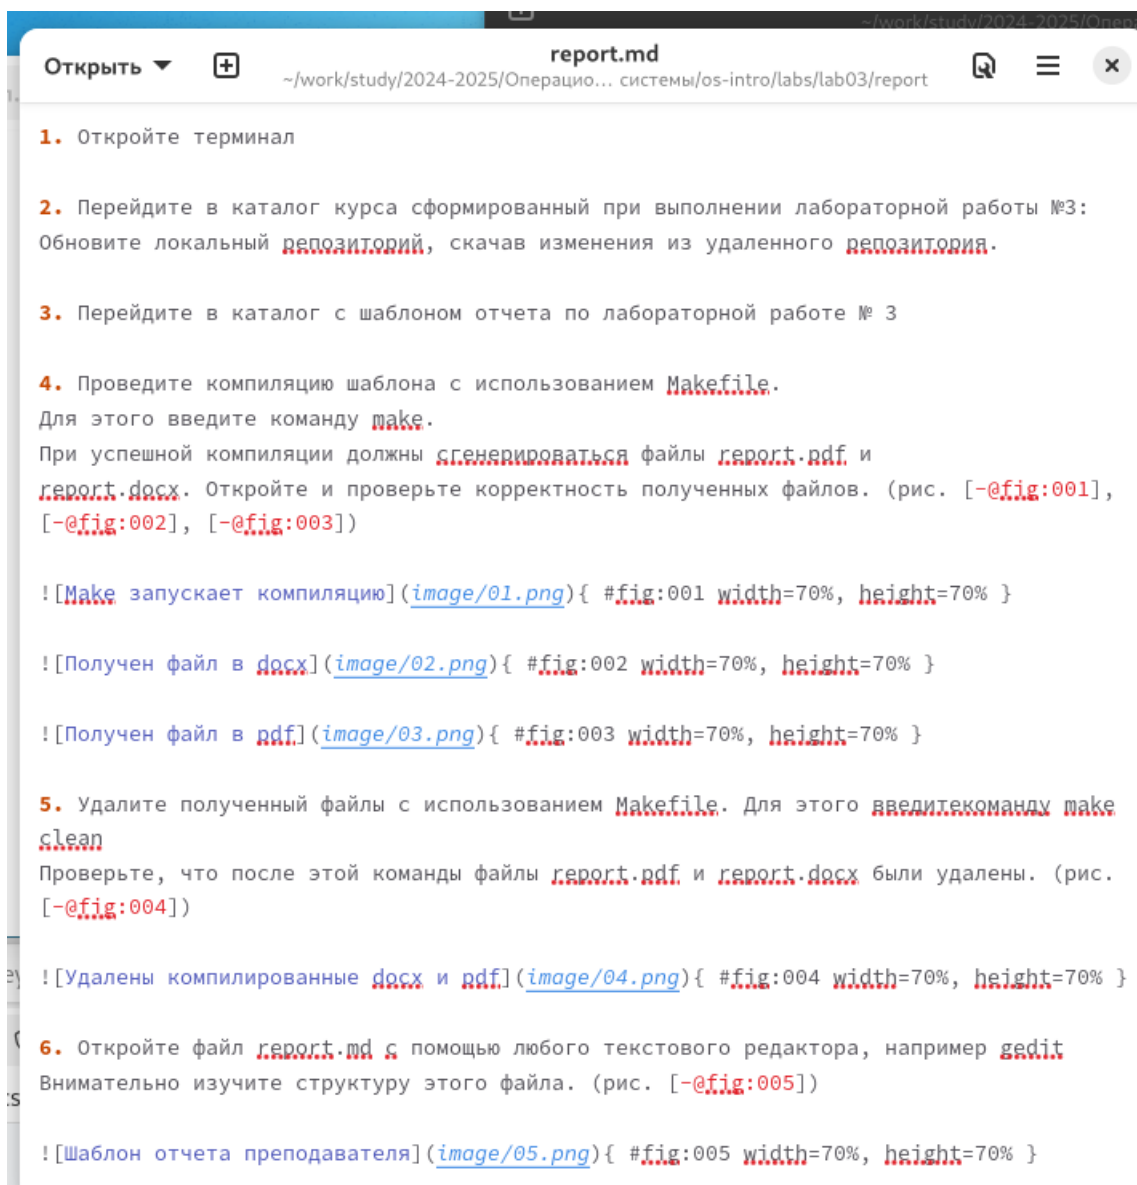 ~/work/study/2024-2025/Опер
Открыть
report.md
~/work/study/2024-2025/Операцио... системы/os-intro/labs/lab03/report
1. Откройте терминал
2. Перейдите в каталог курса сформированный при выполнении лабораторной работы №3:
Обновите локальный репозиторий, скачав изменения из удаленного репозитория.
3. Перейдите в каталог с шаблоном отчета по лабораторной работе № 3
4. Проведите компиляцию шаблона с использованием Makefile.
Для этого введите команду make.
При успешной компиляции должны сгенерироваться файлы report.pdf и
report.docx. Откройте и проверьте корректность полученных файлов. (рис. [-@fig:001],
[-@fig:002], [-@fig:003])
![Make запускает компиляцию](image/01.png){ #fig:001 width=70%, height=70% }
![Получен файл в docx](image/02.png){ #fig:002 width=70%, height=70% }
![Получен файл в pdf](image/03.png){ #fig:003 width=70%, height=70% }
5. Удалите полученный файлы с использованием Makefile. Для этого введитекоманду make
clean
Проверьте, что после этой команды файлы report.pdf и report.docx были удалены. (рис.
[-@fig:004])
![Удалены компилированные docx и pdf](image/04.png){ #fig:004 width=70%, height=70% }
6. Откройте файл report.md с помощью любого текстового редактора, например gedit
Внимательно изучите структуру этого файла. (рис. [-@fig:005])
![Шаблон отчета преподавателя](image/05.png){ #fig:005 width=70%, height=70% }